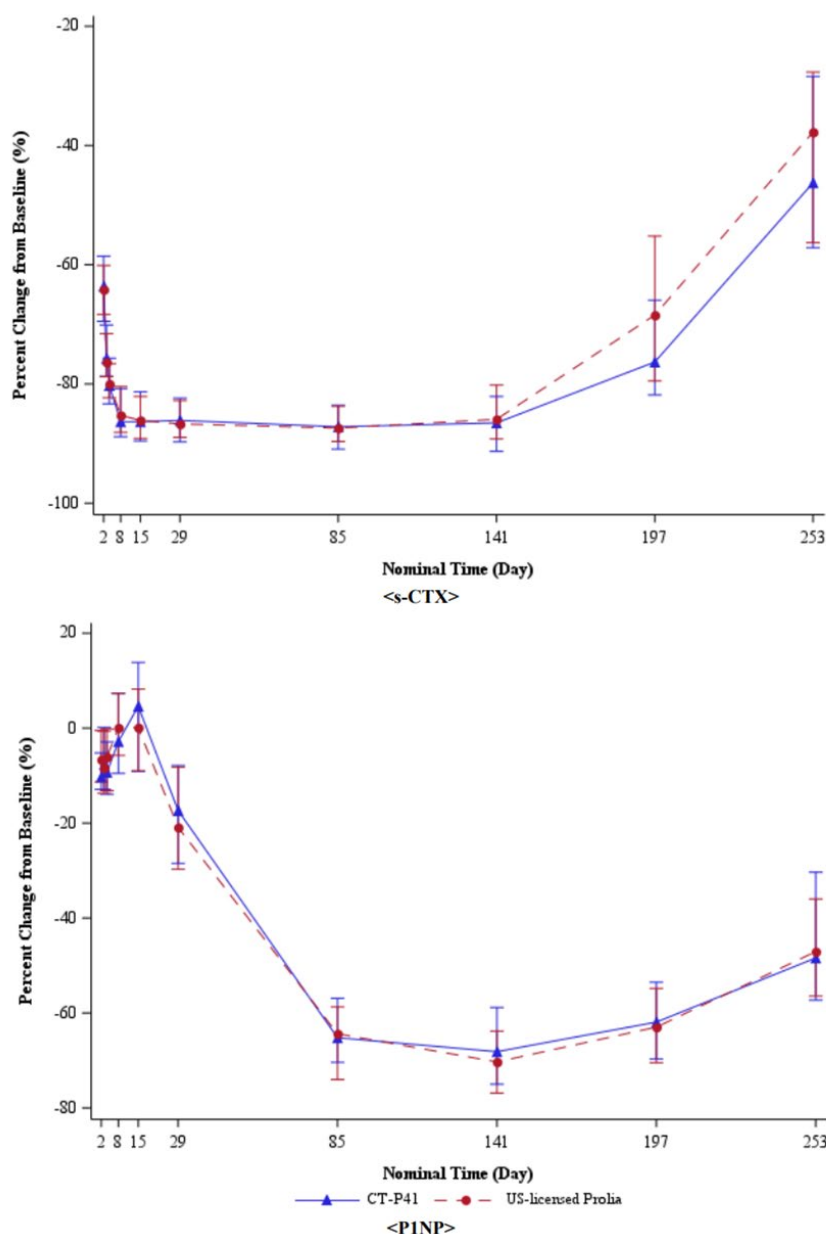 -20
-40
-60
-80
-100
Percent Change from Baseline (%)
2 8 15 29 85 141 197 253
Nominal Time (Day)
<s-CTX>
20
0
-20
-40
-60
-80
Percent Change from Baseline (%)
2 8 15 29 85 141 197 253
Nominal Time (Day)
CT-P41 US-licensed Prolia
<P1NP>